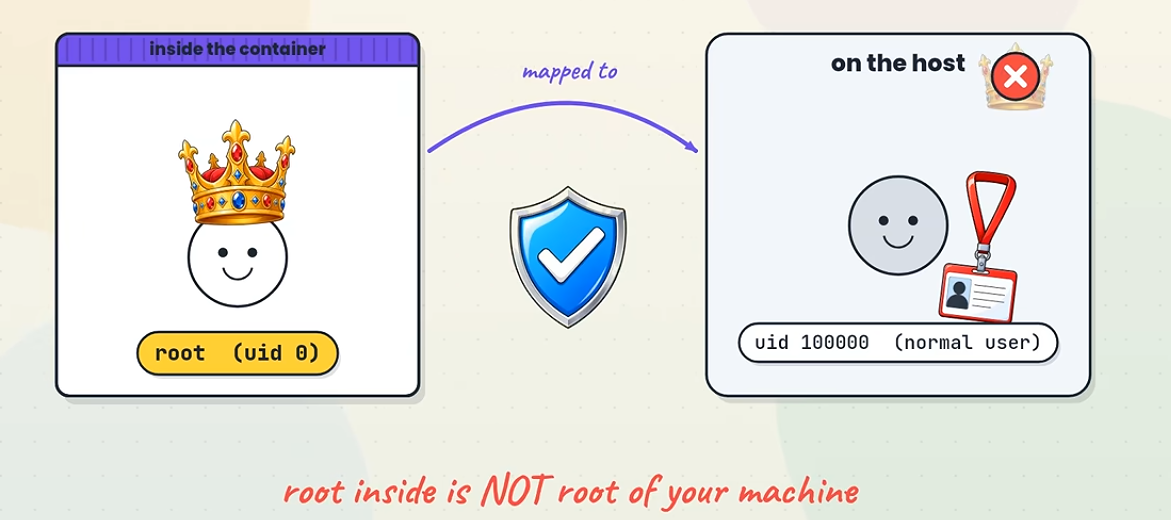 inside the container
root (uid 0)
mapped to
on the host
uid 100000 (normal user)
root inside is NOT root of your machine